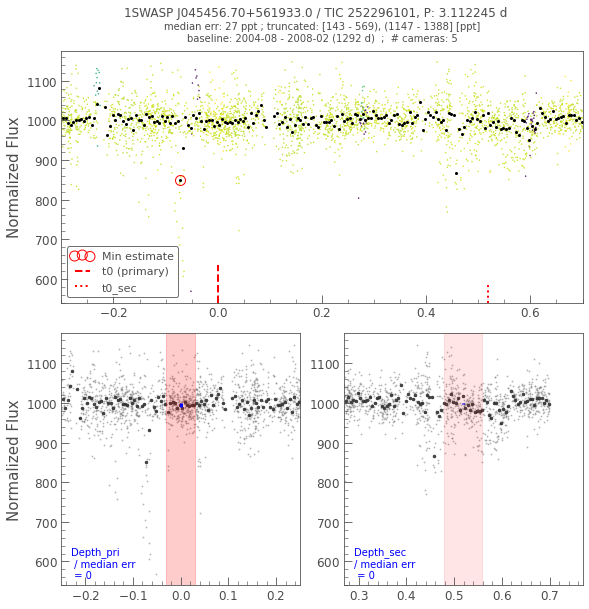 1SWASP J045456.70+561933.0 / TIC 252296101, P: 3.112245 d
median err: 27 ppt ; truncated: [143 - 569), (1147 - 1388] [ppt]
baseline: 2004-08 - 2008-02 (1292 d)  ;  # cameras: 5
Normalized Flux
1100
1000
900
800
700
600
Min estimate
t0 (primary)
t0_sec
−0.2
0.0
0.2
0.4
0.6
Normalized Flux
1100
1000
900
800
700
600
Depth_pri
/ median err
= 0
−0.2
−0.1
0.0
0.1
0.2
1100
1000
900
800
700
600
Depth_sec
/ median err
= 0
0.3
0.4
0.5
0.6
0.7